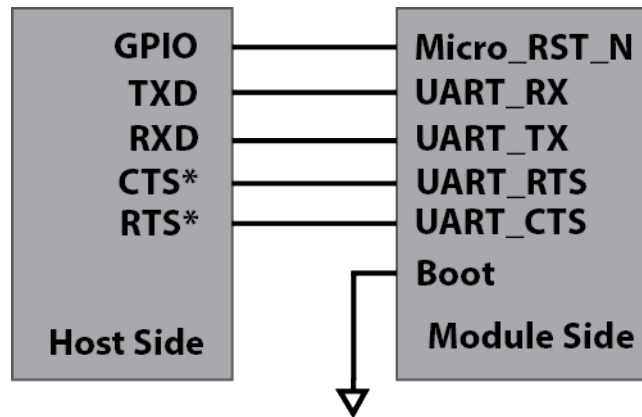 GPIO Micro_RST_N
TXD UART_RX
RXD UART_TX
CTS* UART_RTS
RTS* UART_CTS
Boot
Host Side Module Side